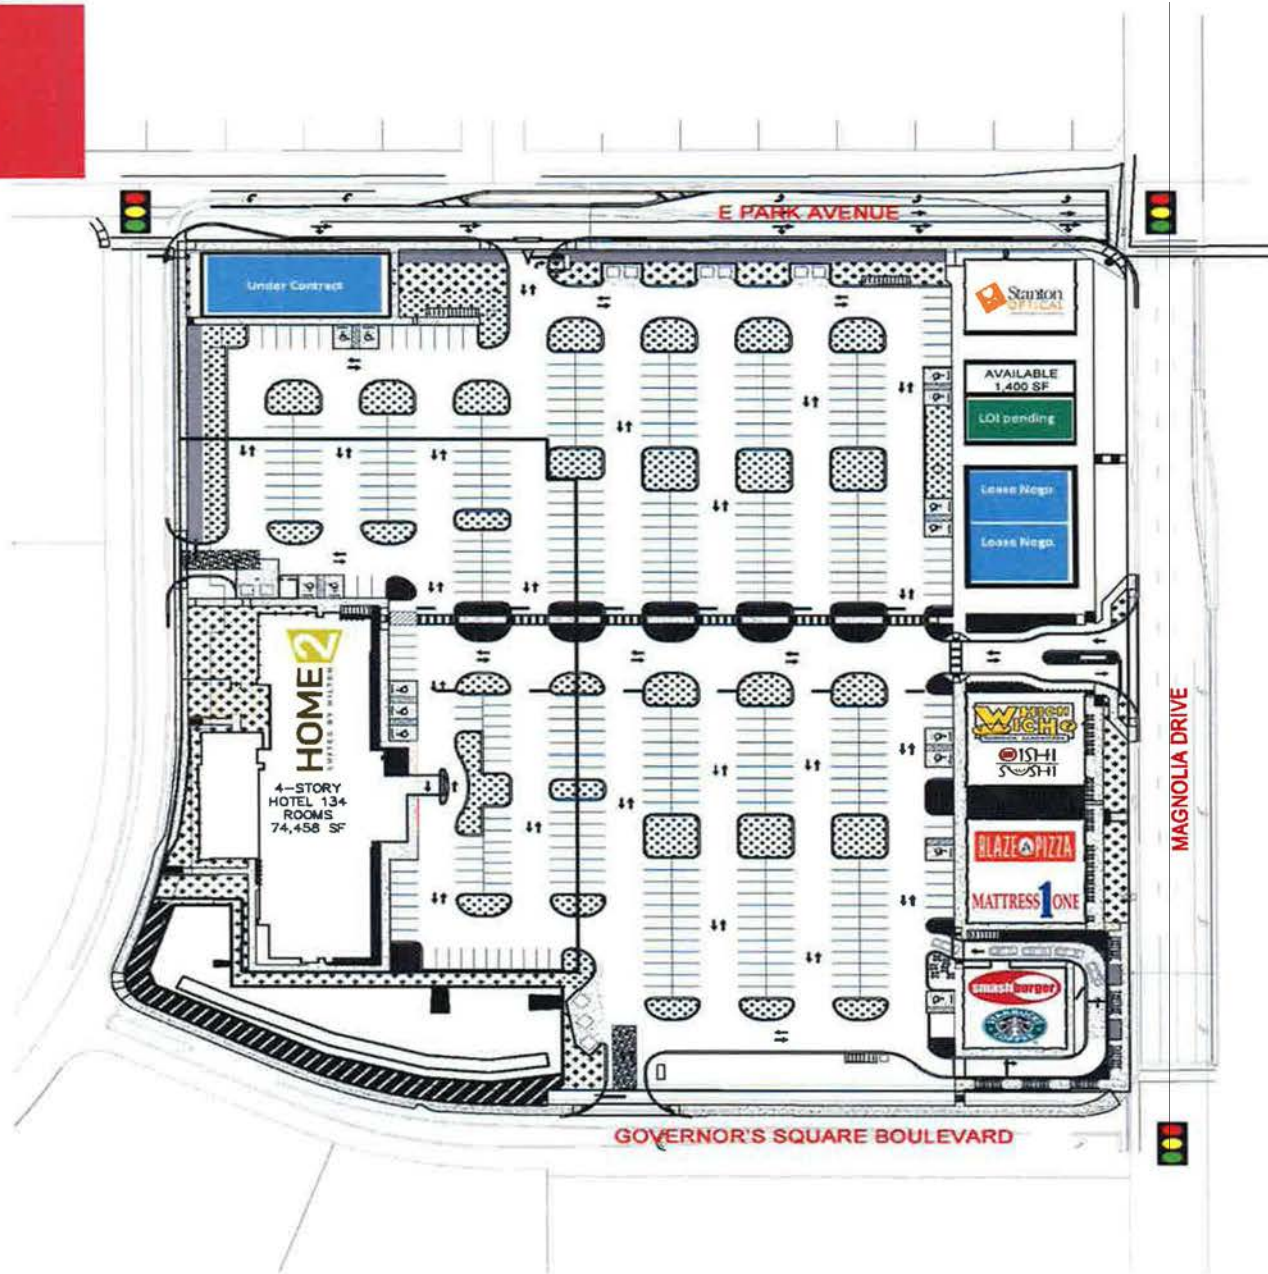 E PARK AVENUE
Under Contract
Stanton
OPTICAL
AVAILABLE
1,400 SF
LOI pending
Lease Nego.
Lease Nego.
HOME2
SUITES BY HILTON
4-STORY
HOTEL 134
ROOMS
74,458 SF
WHICH
WICH
OISHI
SUSHI
BLAZE PIZZA
MATTRESS 1 ONE
smashburger
STARBUCKS
COFFEE
MAGNOLIA DRIVE
GOVERNOR'S SQUARE BOULEVARD